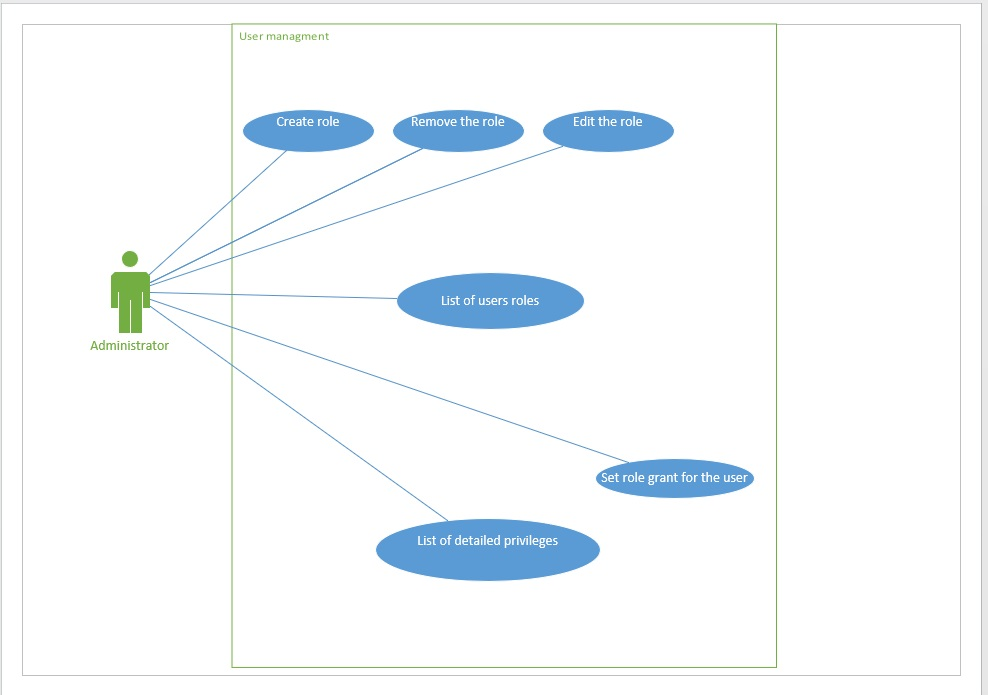 User managment
Create role
Remove the role
Edit the role
List of users roles
Administrator
Set role grant for the user
List of detailed privileges